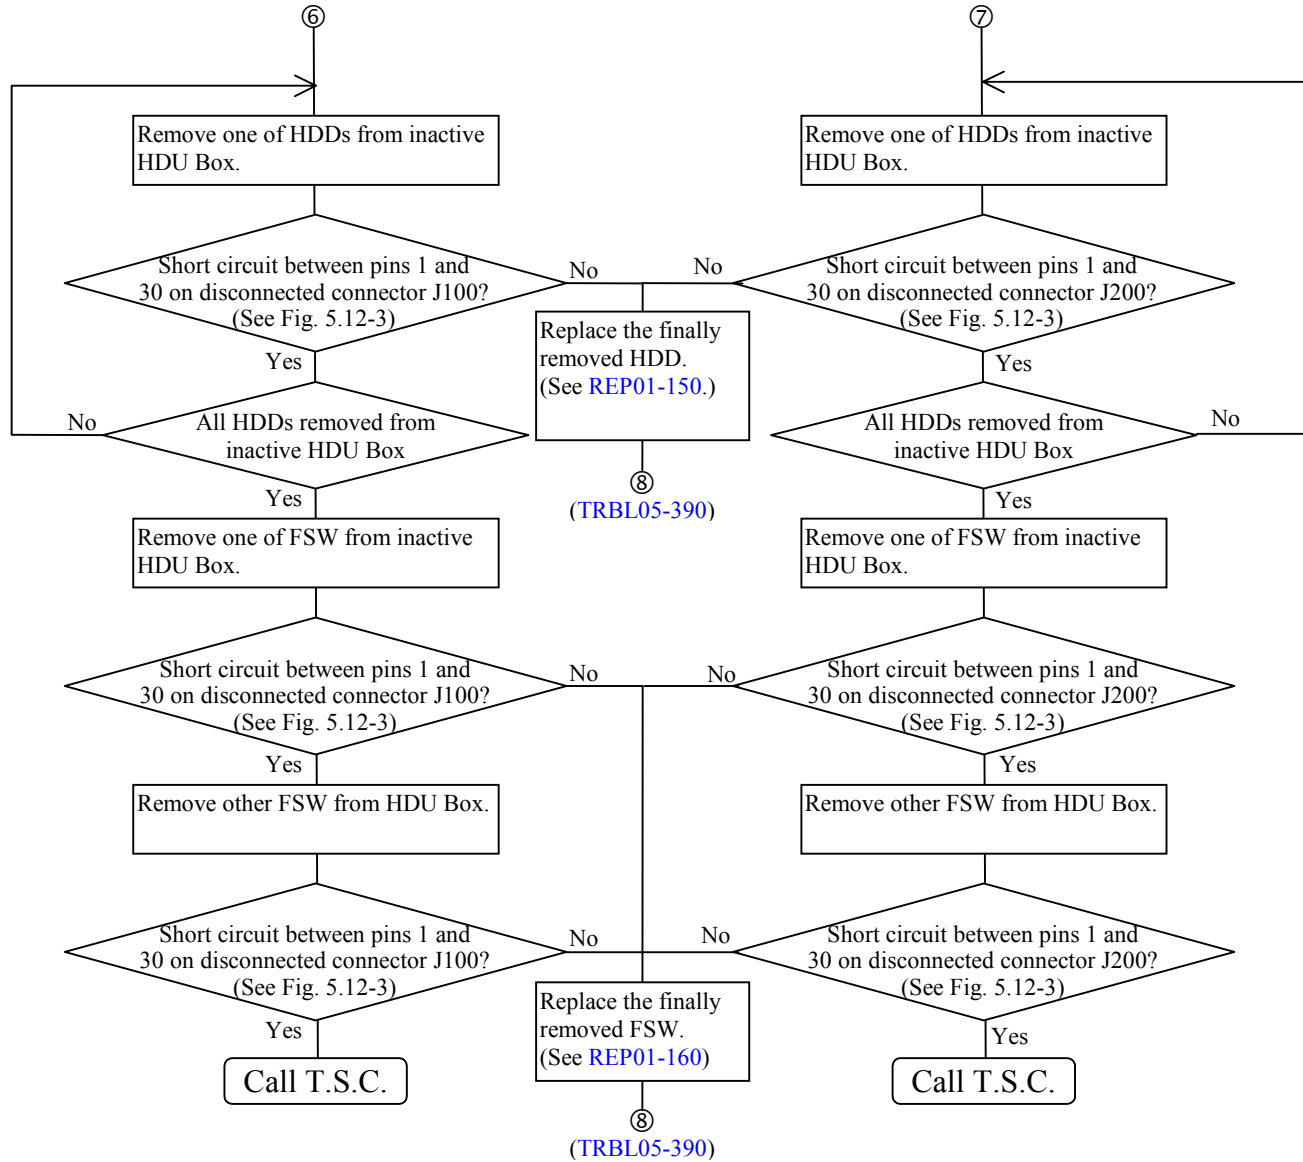 ⑥
⑦
Remove one of HDDs from inactive
HDU Box.
Remove one of HDDs from inactive
HDU Box.
Short circuit between pins 1 and
30 on disconnected connector J100?
(See Fig. 5.12-3)
No
No
Short circuit between pins 1 and
30 on disconnected connector J200?
(See Fig. 5.12-3)
Replace the finally
removed HDD.
(See REP01-150.)
Yes
Yes
No
All HDDs removed from
inactive HDU Box
All HDDs removed from
inactive HDU Box
No
⑧
(TRBL05-390)
Yes
Yes
Remove one of FSW from inactive
HDU Box.
Remove one of FSW from inactive
HDU Box.
Short circuit between pins 1 and
30 on disconnected connector J100?
(See Fig. 5.12-3)
No
No
Short circuit between pins 1 and
30 on disconnected connector J200?
(See Fig. 5.12-3)
Yes
Yes
Remove other FSW from HDU Box.
Remove other FSW from HDU Box.
Short circuit between pins 1 and
30 on disconnected connector J100?
(See Fig. 5.12-3)
No
No
Short circuit between pins 1 and
30 on disconnected connector J200?
(See Fig. 5.12-3)
Replace the finally
removed FSW.
(See REP01-160)
Yes
Yes
Call T.S.C.
Call T.S.C.
⑧
(TRBL05-390)